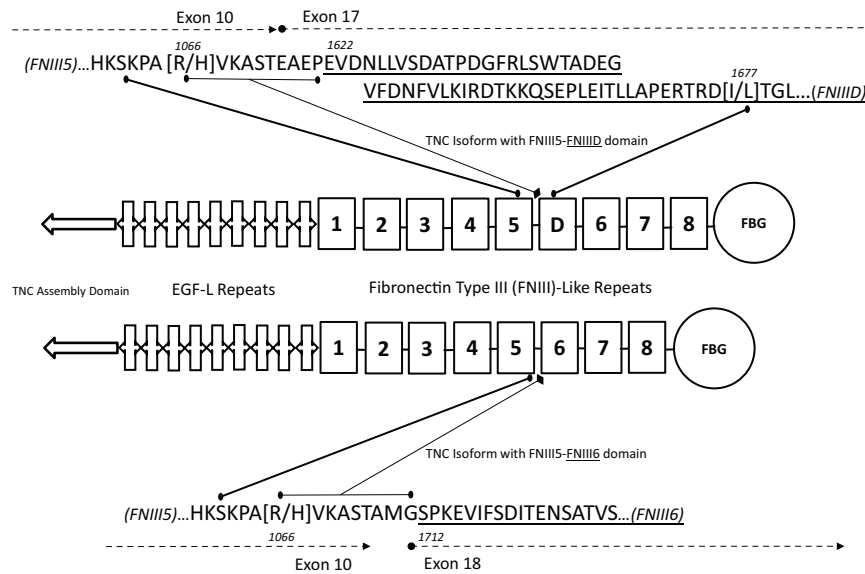 Exon 10 Exon 17
1066 1622
(FNIII5)...HKSKPA [R/H]VKASTEAEPEVDNLLVSDATPDGFRLSWTADEG
1677
VFDNFVLKIRDTKKQSEPLEITLLAPERTRD[I/L]TGL...(FNIIID)
TNC Isoform with FNIII5-FNIIID domain
1 2 3 4 5 D 6 7 8 FBG
TNC Assembly Domain EGF-L Repeats Fibronectin Type III (FNIII)-Like Repeats
1 2 3 4 5 6 7 8 FBG
TNC Isoform with FNIII5-FNIII6 domain
(FNIII5)...HKSKPA[R/H]VKASTAMGSPKEVIFSDITENSATVS...(FNIII6)
1066 1712
Exon 10 Exon 18